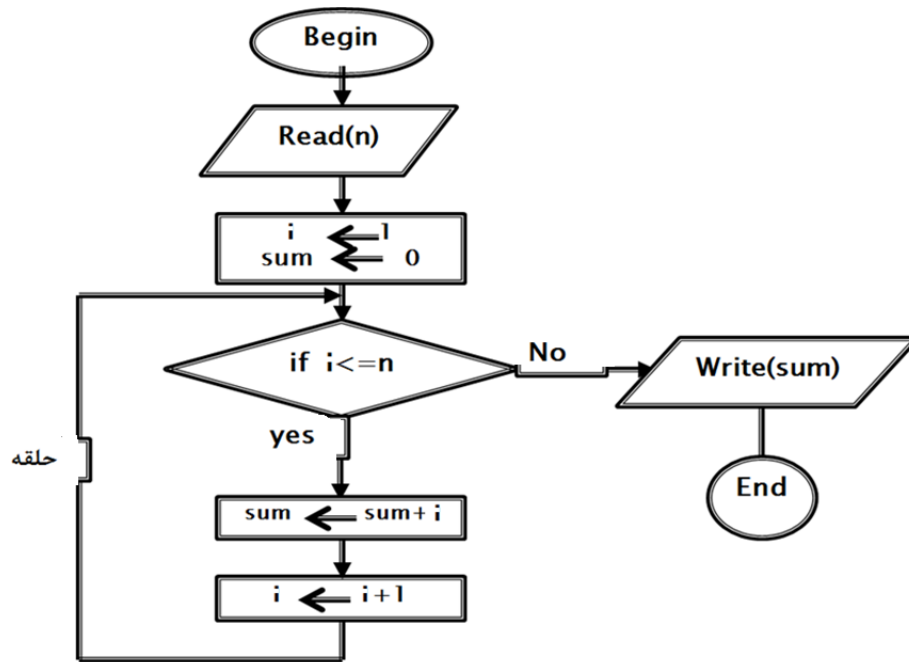 Begin
Read(n)
i ← 1
sum ← 0
if i<=n
No
Write(sum)
yes
حلقه
End
sum ← sum+i
i ← i+1